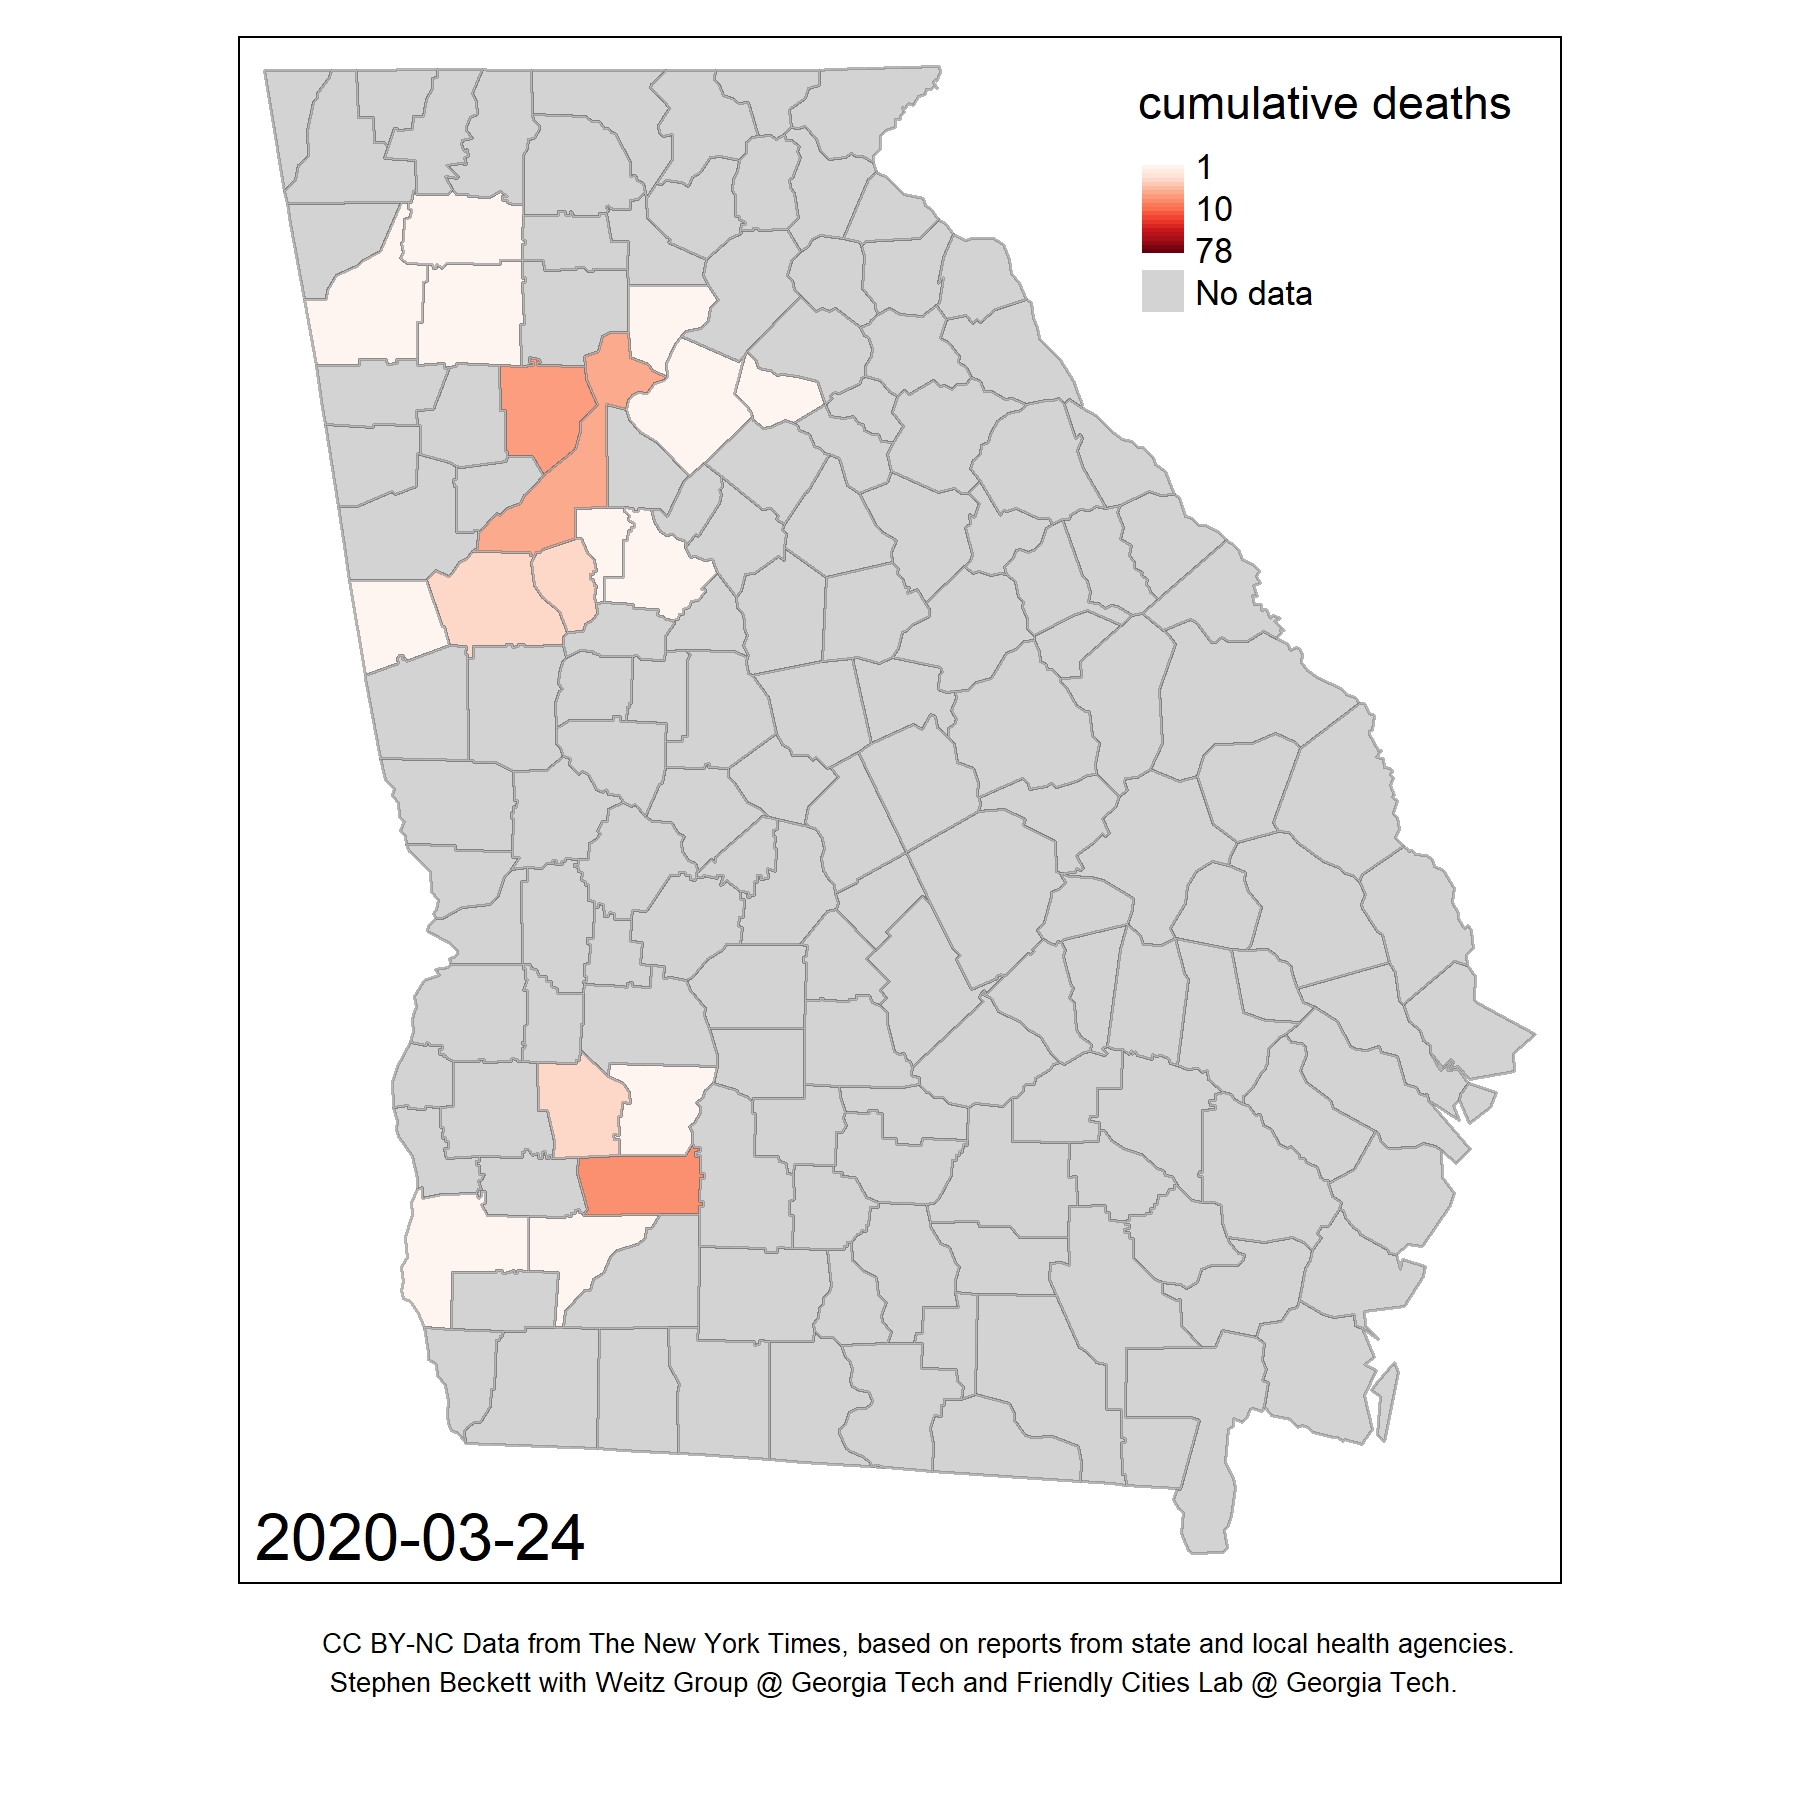 cumulative deaths
1
10
78
No data
2020-03-24
CC BY-NC Data from The New York Times, based on reports from state and local health agencies.
Stephen Beckett with Weitz Group @ Georgia Tech and Friendly Cities Lab @ Georgia Tech.